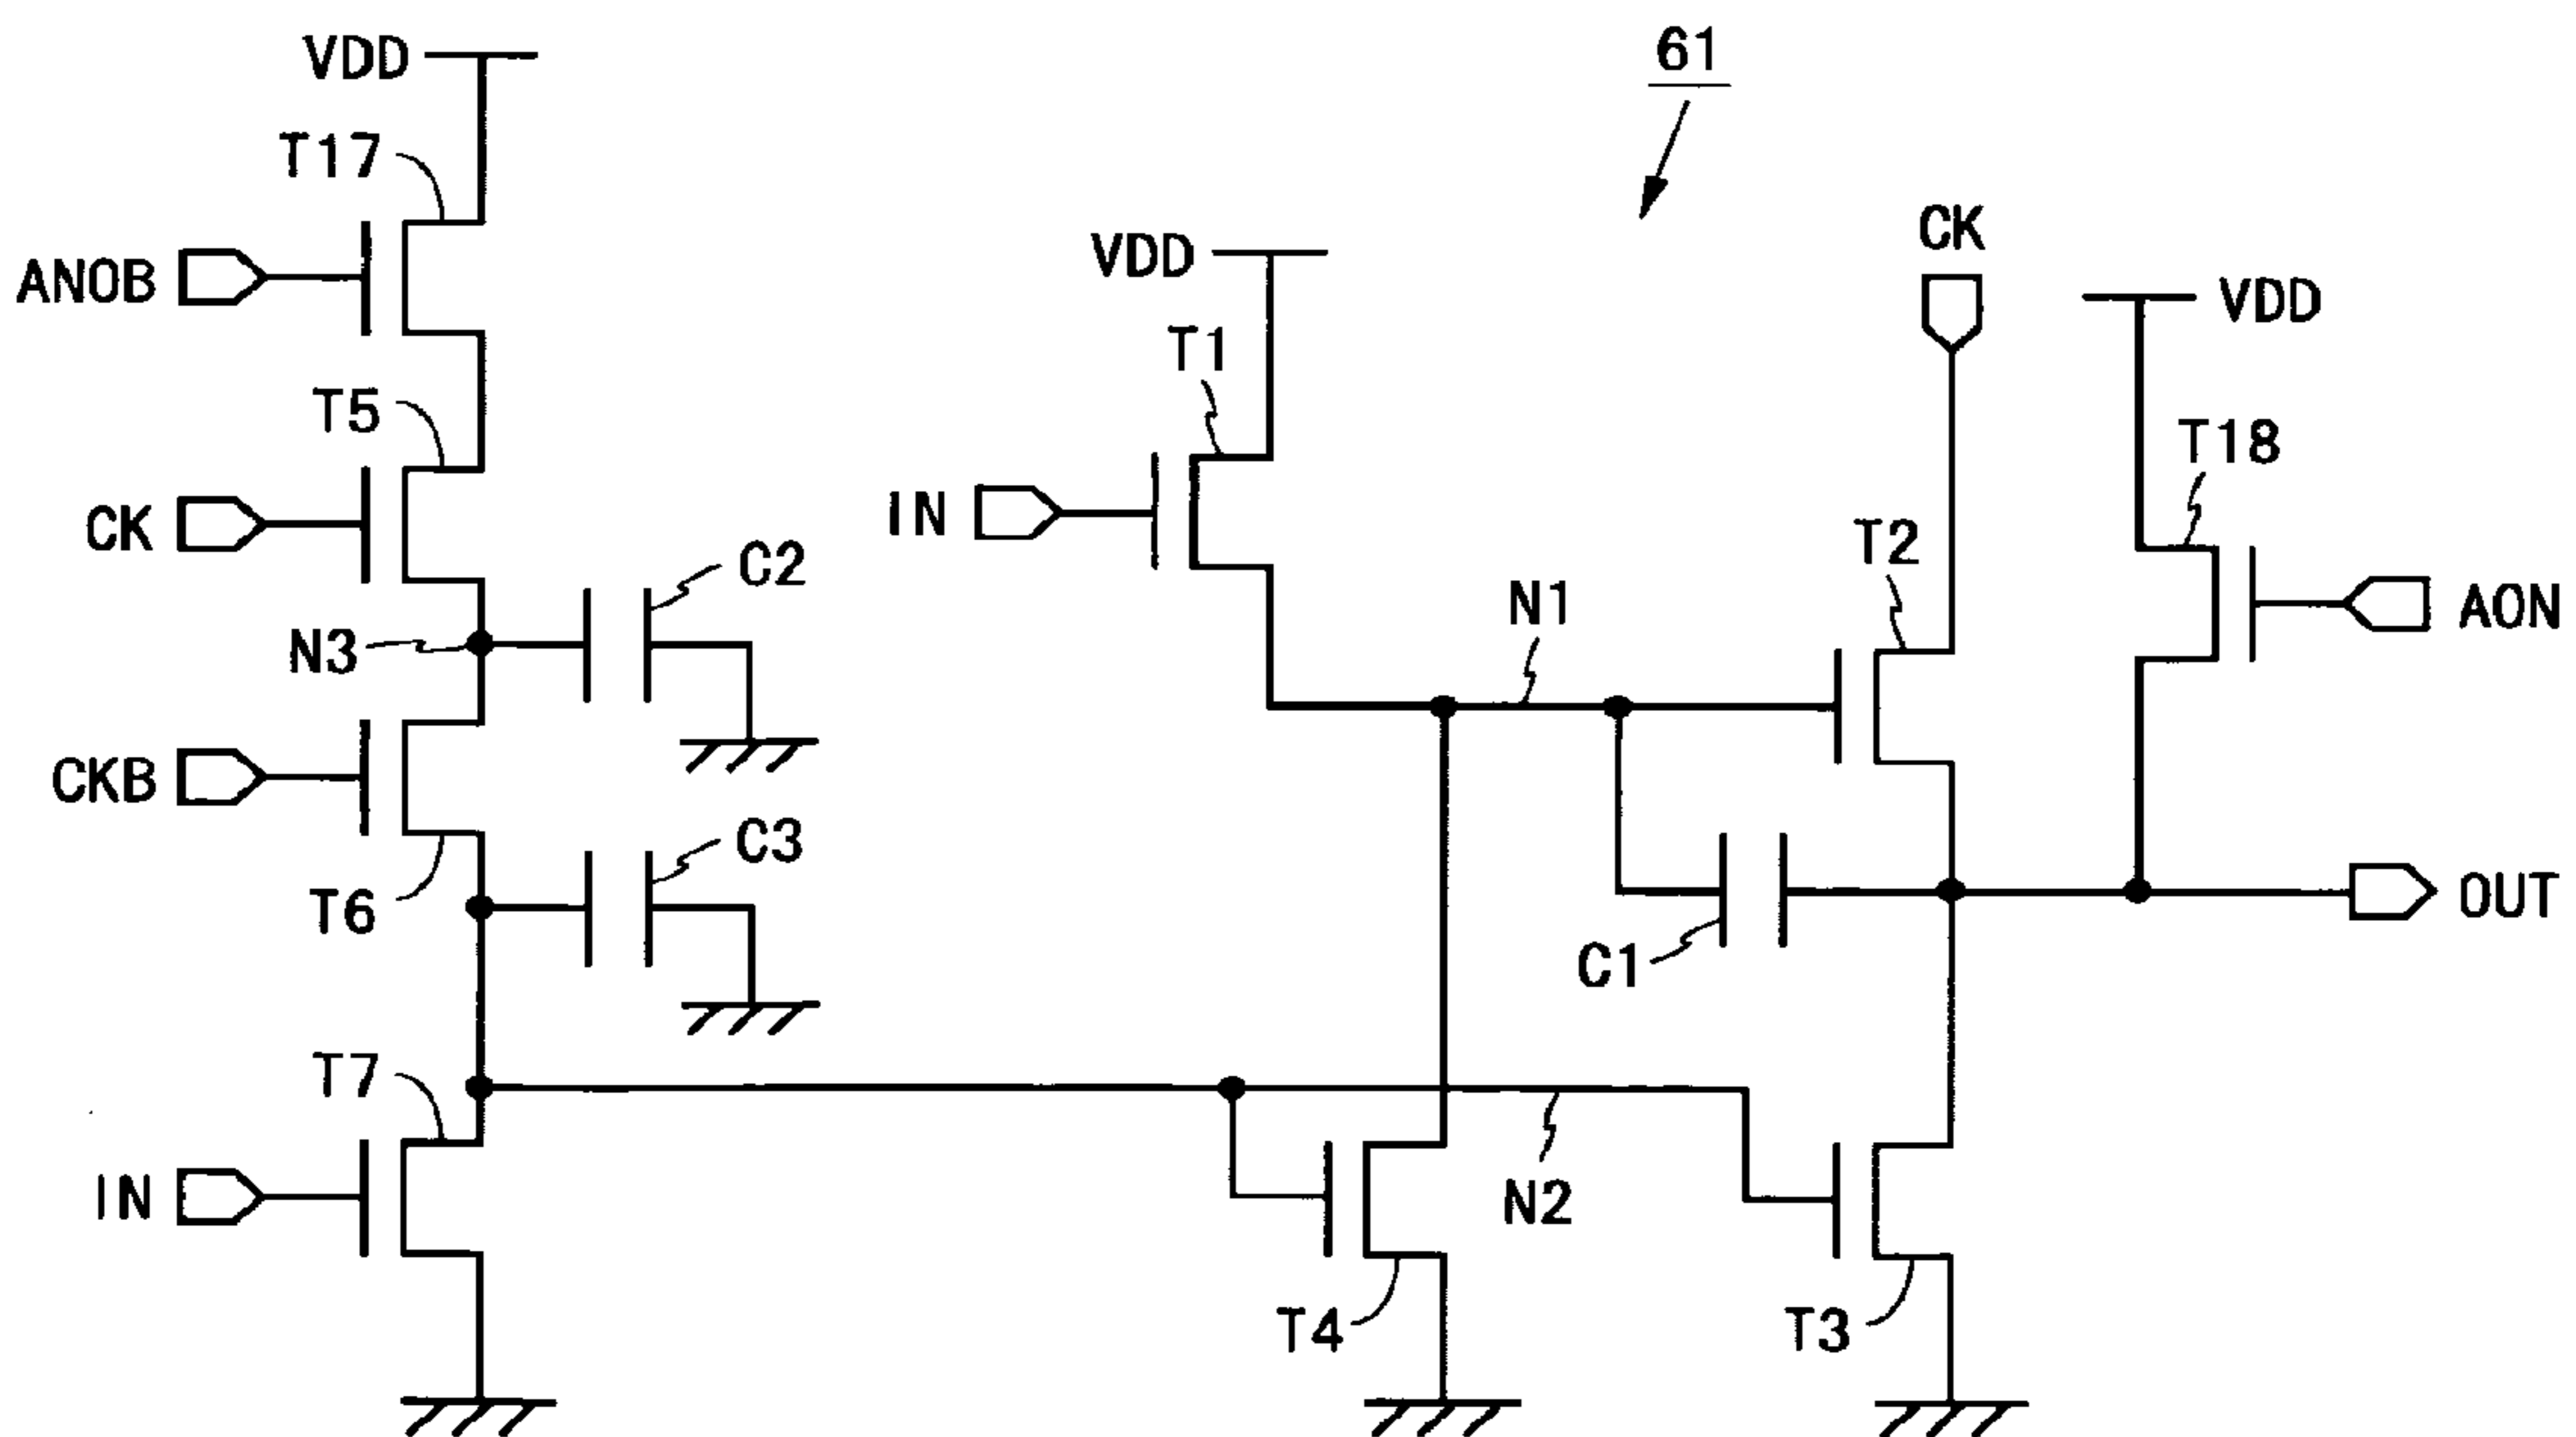 61
VDD
T17
ANOB
T5
CK
C2
N3
CKB
C3
T6
T7
IN
VDD
T1
IN
N1
CK
VDD
T18
T2
AON
C1
OUT
N2
T4
T3